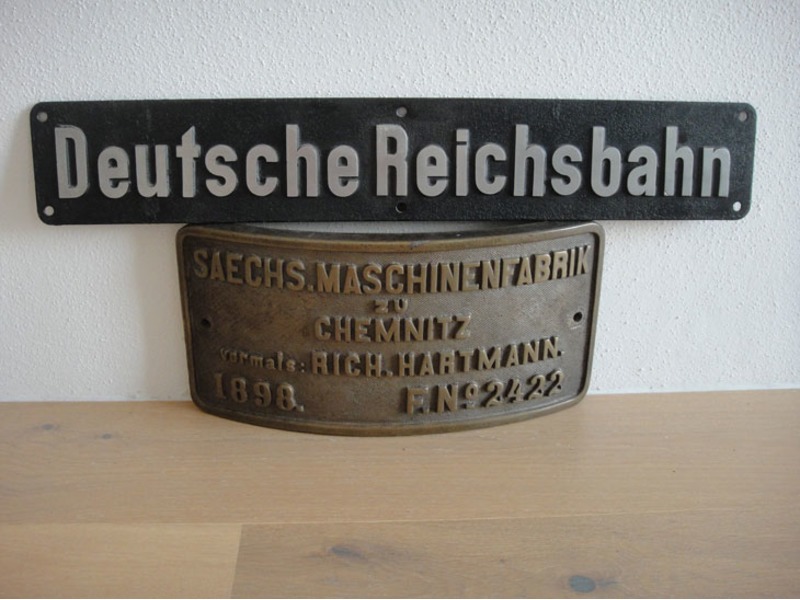 Deutsche Reichsbahn
SAECHS. MASCHINENFABRIK
ZU
CHEMNITZ
vormals: RICH. HARTMANN.
1898. F. No 2422